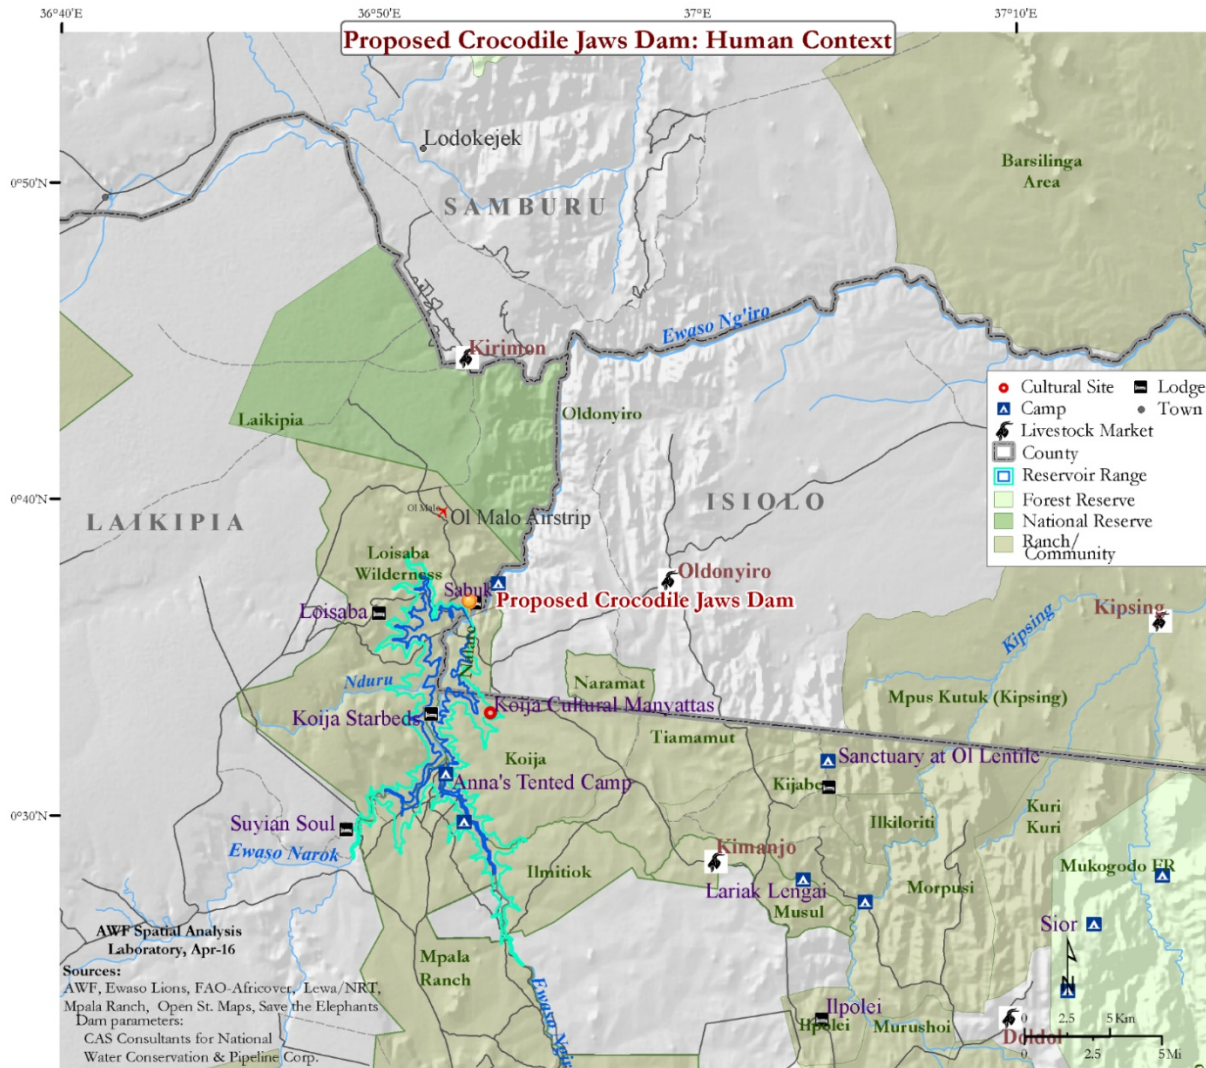 36°40'E
36°50'E
37°E
37°10'E
Proposed Crocodile Jaws Dam: Human Context
Lodokejek
Barsilinga
Area
0°50'N
SAMBURU
Ewaso Ng'iro
Kirimon
Cultural Site
Lodge
Camp
Town
Livestock Market
County
Reservoir Range
Forest Reserve
National Reserve
Ranch/
Community
Laikipia
Oldonyiro
0°40'N
LAIKIPIA
ISIOLO
Ol Malo
Ol Malo Airstrip
Loisaba
Wilderness
Oldonyiro
Sabuk
Proposed Crocodile Jaws Dam
Loisaba
Kipsing
Kipsing
Nduru
Naramat
Mpus Kutuk (Kipsing)
Koija Starbeds
Koija Cultural Manyattas
Tiamamut
Koija
Sanctuary at Ol Lentile
Anna's Tented Camp
Kijabe
0°30'N
Suyian Soul
Ilkiloriti
Kuri
Kuri
Ewaso Narok
Kimanjo
Mukogodo FR
Ilmitiok
Lariak Lengai
Morpusi
Musul
Sior
AWF Spatial Analysis
Laboratory, Apr-16
Mpala
Ranch
Sources:
AWF, Ewaso Lions, FAO-Africover, Lewa/NRT,
Mpala Ranch, Open St. Maps, Save the Elephants
Dam parameters:
CAS Consultants for National
Water Conservation & Pipeline Corp.
N
Ilpolei
Ilpolei
Murushoi
Doldol
0 2.5 5 Km
0 2.5 5 Mi